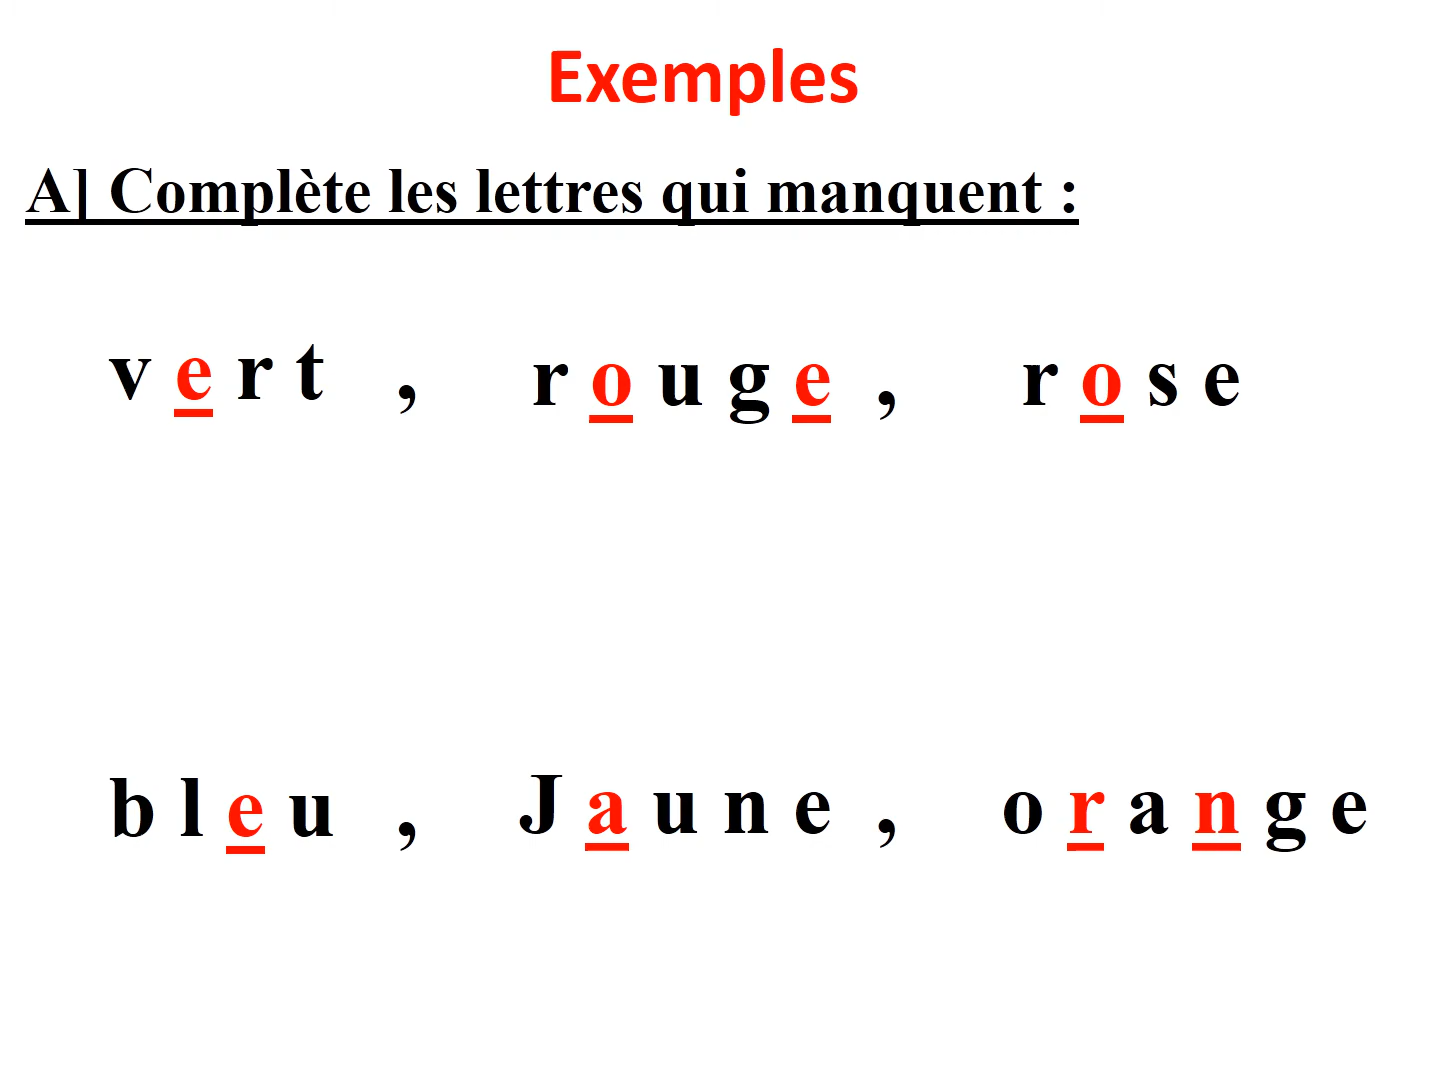 Exemples
A] Complète les lettres qui manquent :
v e r t , r o u g e , r o s e
b l e u , J a u n e , o r a n g e